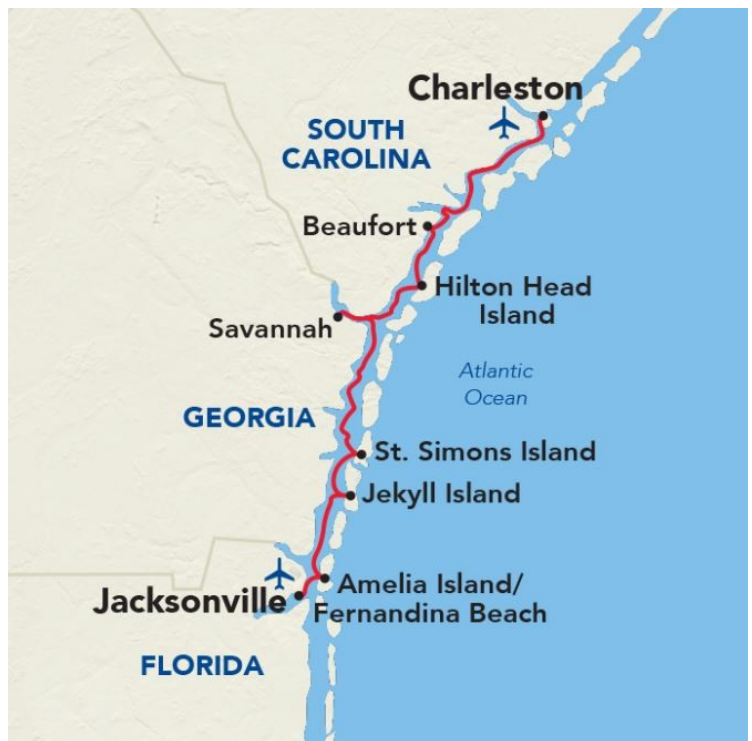 Charleston
SOUTH
CAROLINA
Beaufort
Hilton Head
Island
Savannah
Atlantic
Ocean
GEORGIA
St. Simons Island
Jekyll Island
Amelia Island/
Fernandina Beach
Jacksonville
FLORIDA